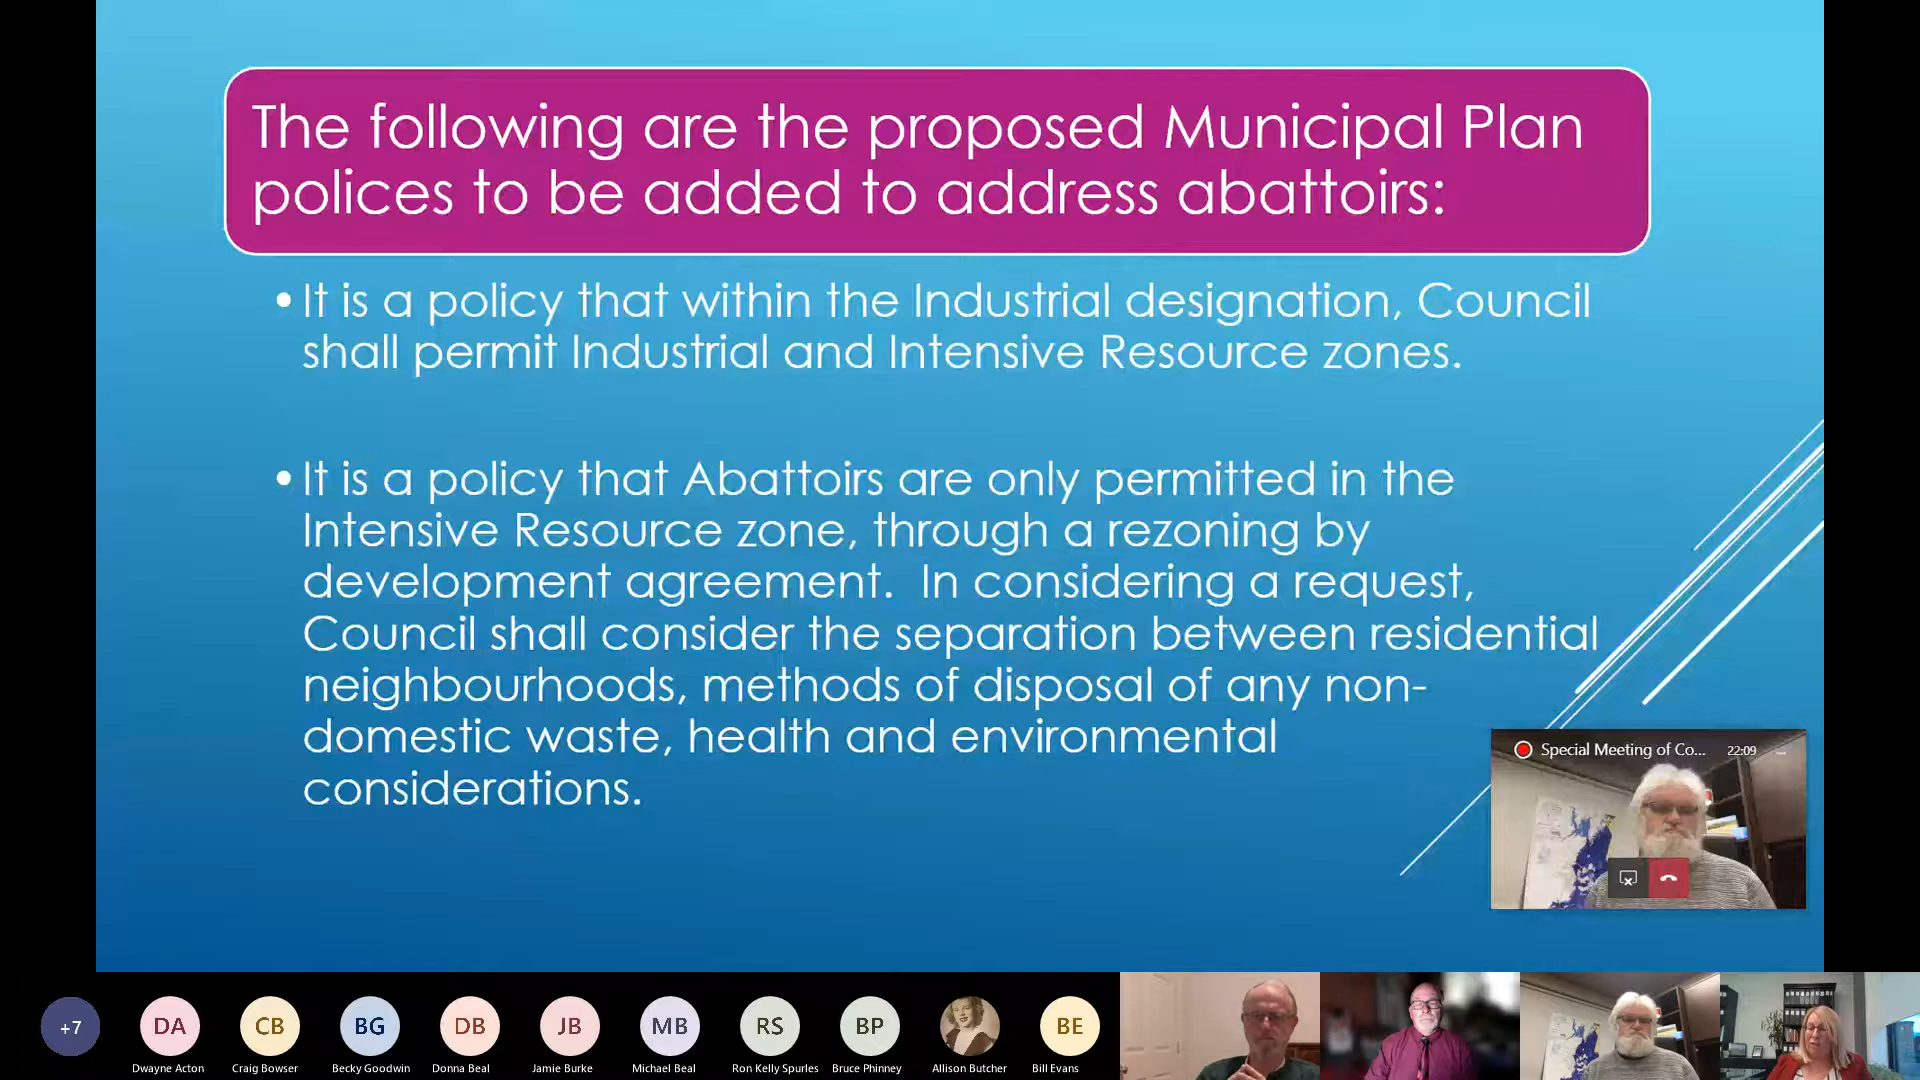 The following are the proposed Municipal Plan
polices to be added to address abattoirs:
• It is a policy that within the Industrial designation, Council
shall permit Industrial and Intensive Resource zones.
• It is a policy that Abattoirs are only permitted in the
Intensive Resource zone, through a rezoning by
development agreement.  In considering a request,
Council shall consider the separation between residential
neighbourhoods, methods of disposal of any non-
domestic waste, health and environmental
considerations.
Special Meeting of Co... 22:09
+7 DA CB BG DB JB MB RS BP BE
Dwayne Acton Craig Bowser Becky Goodwin Donna Beal Jamie Burke Michael Beal Ron Kelly Spurles Bruce Phinney Allison Butcher Bill Evans